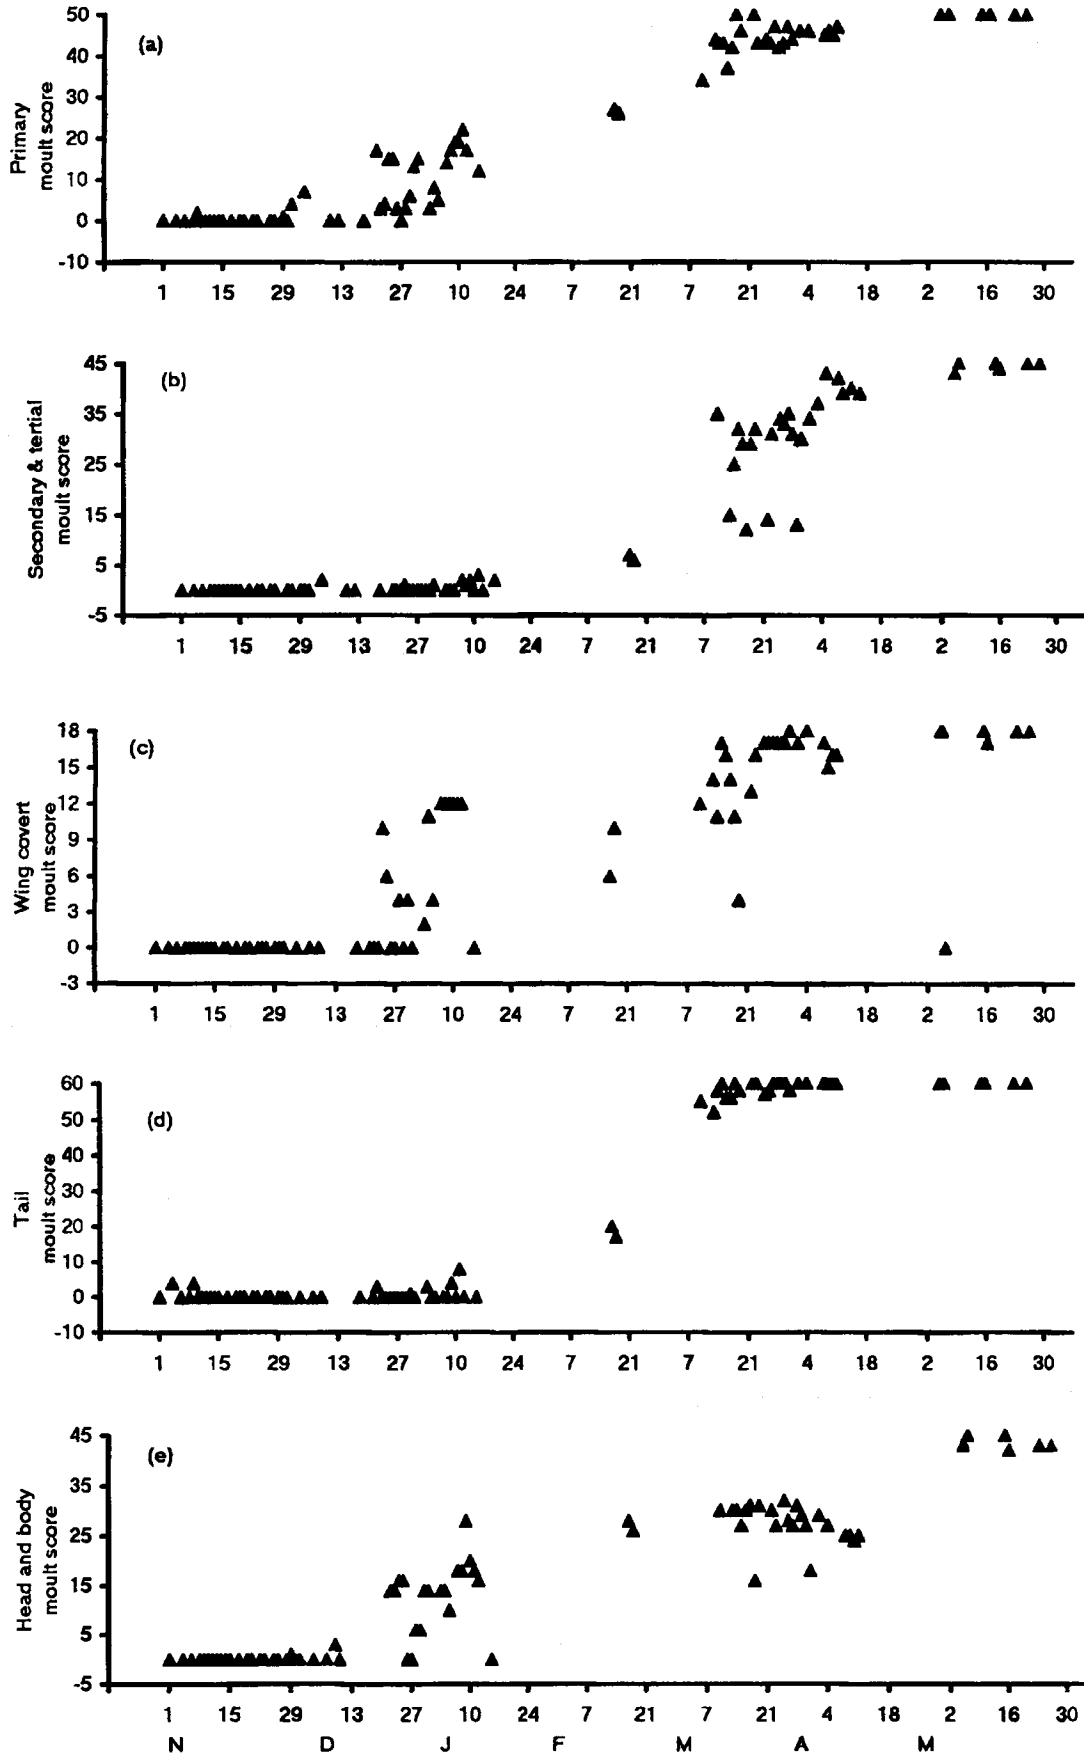 (a)
Primary
moult score
50
40
30
20
10
0
-10
1 15 29 13 27 10 24 7 21 7 21 4 18 2 16 30
(b)
Secondary & tertial
moult score
45
35
25
15
5
-5
1 15 29 13 27 10 24 7 21 7 21 4 18 2 16 30
(c)
Wing covert
moult score
18
15
12
9
6
3
0
-3
1 15 29 13 27 10 24 7 21 7 21 4 18 2 16 30
(d)
Tail
moult score
60
50
40
30
20
10
0
-10
1 15 29 13 27 10 24 7 21 7 21 4 18 2 16 30
(e)
Head and body
moult score
45
35
25
15
5
-5
1 15 29 13 27 10 24 7 21 7 21 4 18 2 16 30
N D J F M A M